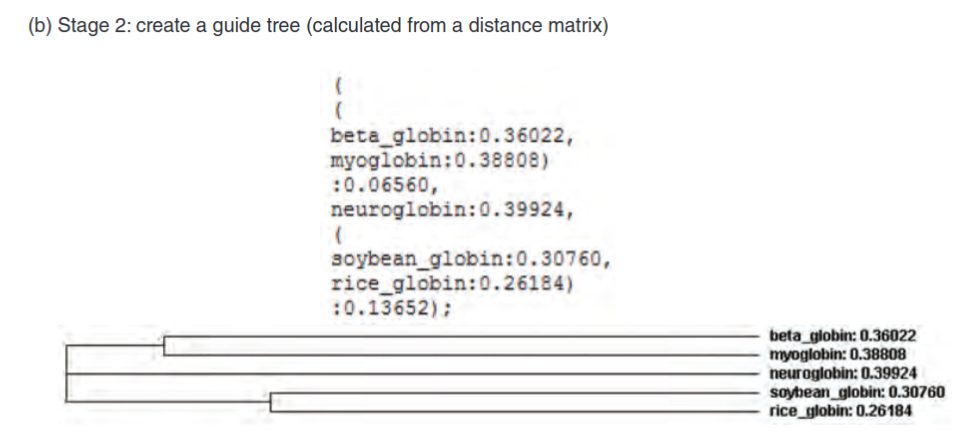 (b) Stage 2: create a guide tree (calculated from a distance matrix)
(
(
beta_globin:0.36022,
myoglobin:0.38808)
:0.06560,
neuroglobin:0.39924,
(
soybean_globin:0.30760,
rice_globin:0.26184)
:0.13652);
beta_globin: 0.36022
myoglobin: 0.38808
neuroglobin: 0.39924
soybean_globin: 0.30760
rice_globin: 0.26184